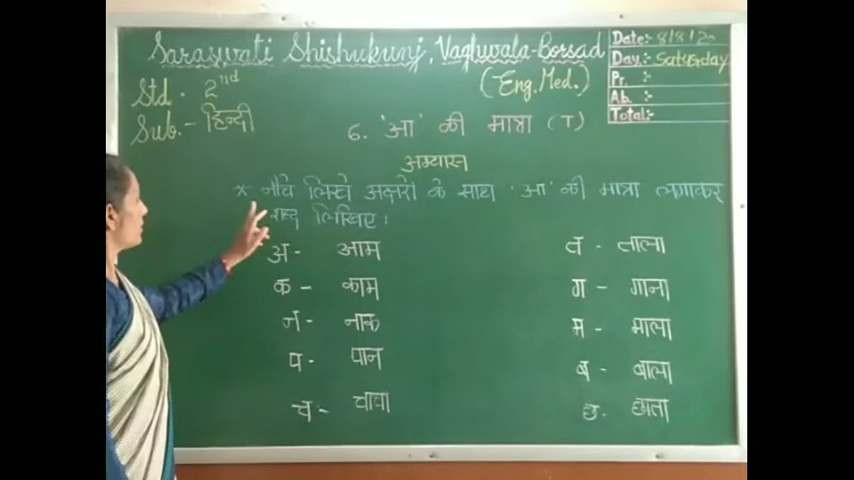 Saraswati Shishukunj, Vaghwala-Borsad
(Eng. Med.)
Date:- 8/8/20
Day:- Saturday
Pr. :-
Ab. :-
Total:-
Std. 2nd
Sub.- हिन्दी
6. 'आ' की मात्रा (ा)
अभ्यास
* नीचे लिखे अक्षरों के साथ 'आ' की मात्रा लगाकर
शब्द लिखिए।
अ - आम
क - काम
न - नाक
प - पान
च -
त - ताला
ग - गाना
म - माला
ब - बाला
छ - छाता